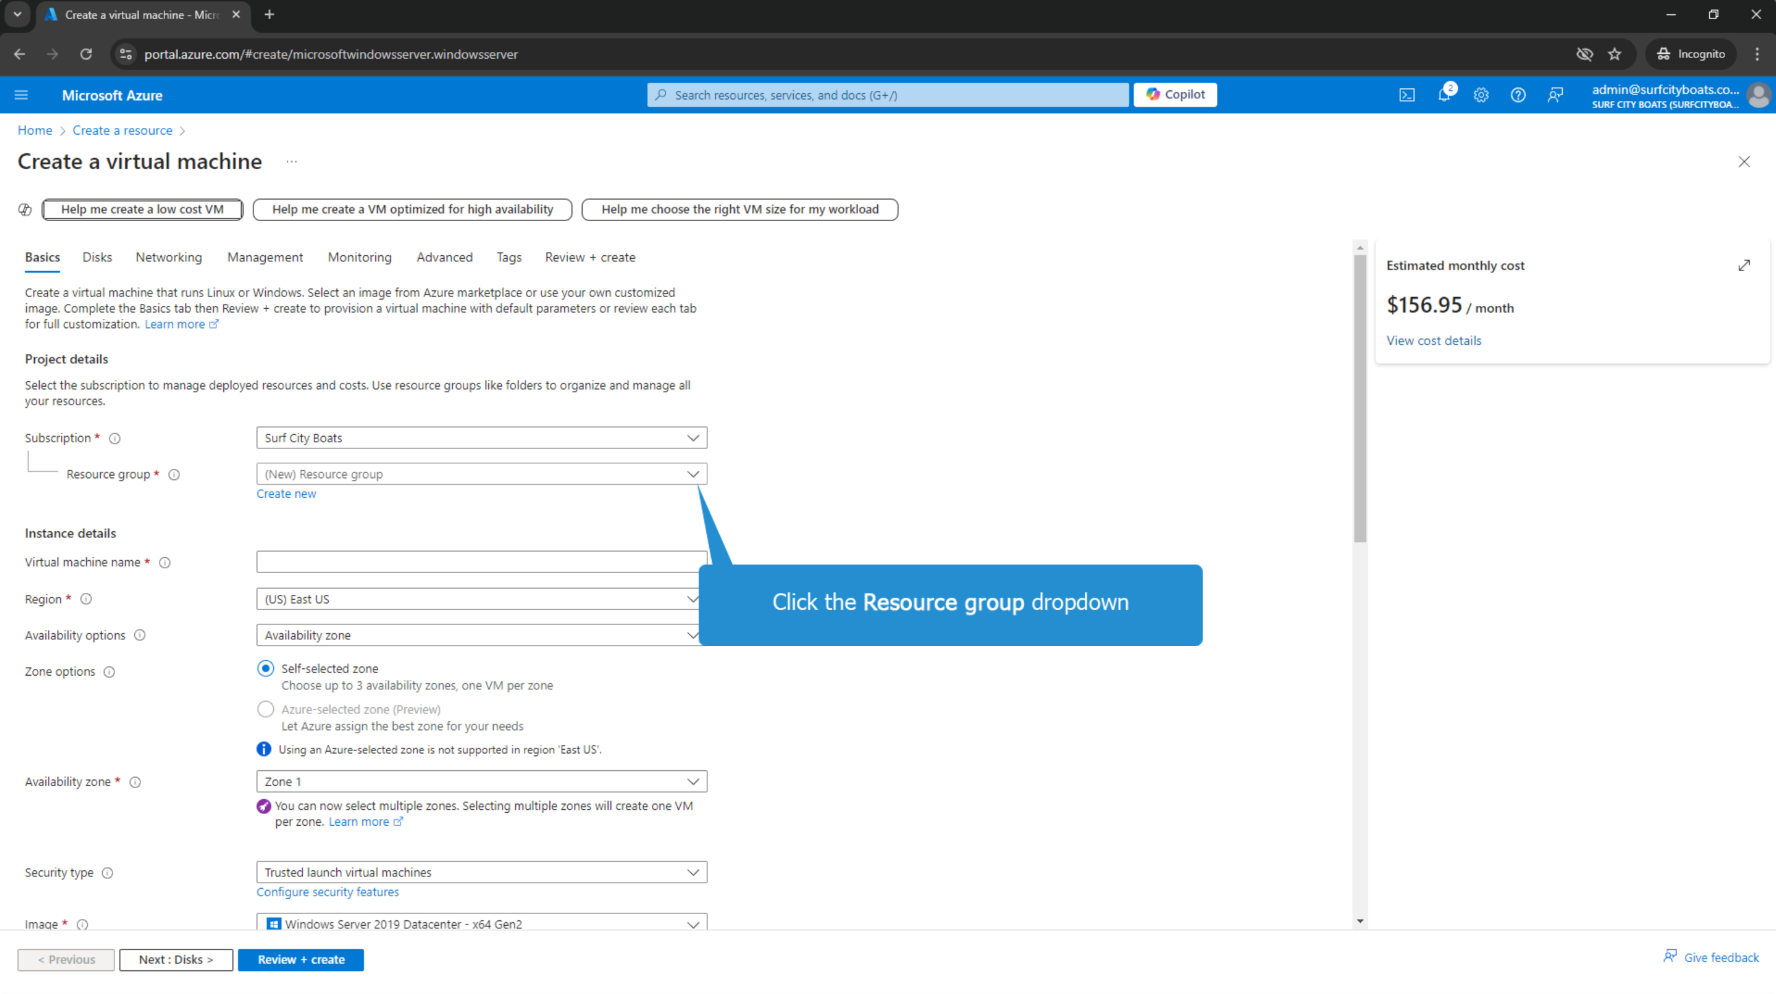 Create a virtual machine - Micro
portal.azure.com/#create/microsoftwindowsserver.windowsserver
Incognito
Microsoft Azure
Search resources, services, and docs (G+/)
Copilot
2
admin@surfcityboats.co...
SURF CITY BOATS (SURFCITYBOA...
Home > Create a resource >
Create a virtual machine ...
Help me create a low cost VM
Help me create a VM optimized for high availability
Help me choose the right VM size for my workload
Basics
Disks
Networking
Management
Monitoring
Advanced
Tags
Review + create
Create a virtual machine that runs Linux or Windows. Select an image from Azure marketplace or use your own customized
image. Complete the Basics tab then Review + create to provision a virtual machine with default parameters or review each tab
for full customization. Learn more
Project details
Select the subscription to manage deployed resources and costs. Use resource groups like folders to organize and manage all
your resources.
Subscription *
Surf City Boats
Resource group *
(New) Resource group
Create new
Instance details
Virtual machine name *
Region *
(US) East US
Availability options
Availability zone
Zone options
Self-selected zone
Choose up to 3 availability zones, one VM per zone
Azure-selected zone (Preview)
Let Azure assign the best zone for your needs
Using an Azure-selected zone is not supported in region 'East US'.
Availability zone *
Zone 1
You can now select multiple zones. Selecting multiple zones will create one VM
per zone. Learn more
Security type
Trusted launch virtual machines
Configure security features
Image *
Windows Server 2019 Datacenter - x64 Gen2
Click the Resource group dropdown
Estimated monthly cost
$156.95 / month
View cost details
< Previous
Next : Disks >
Review + create
Give feedback